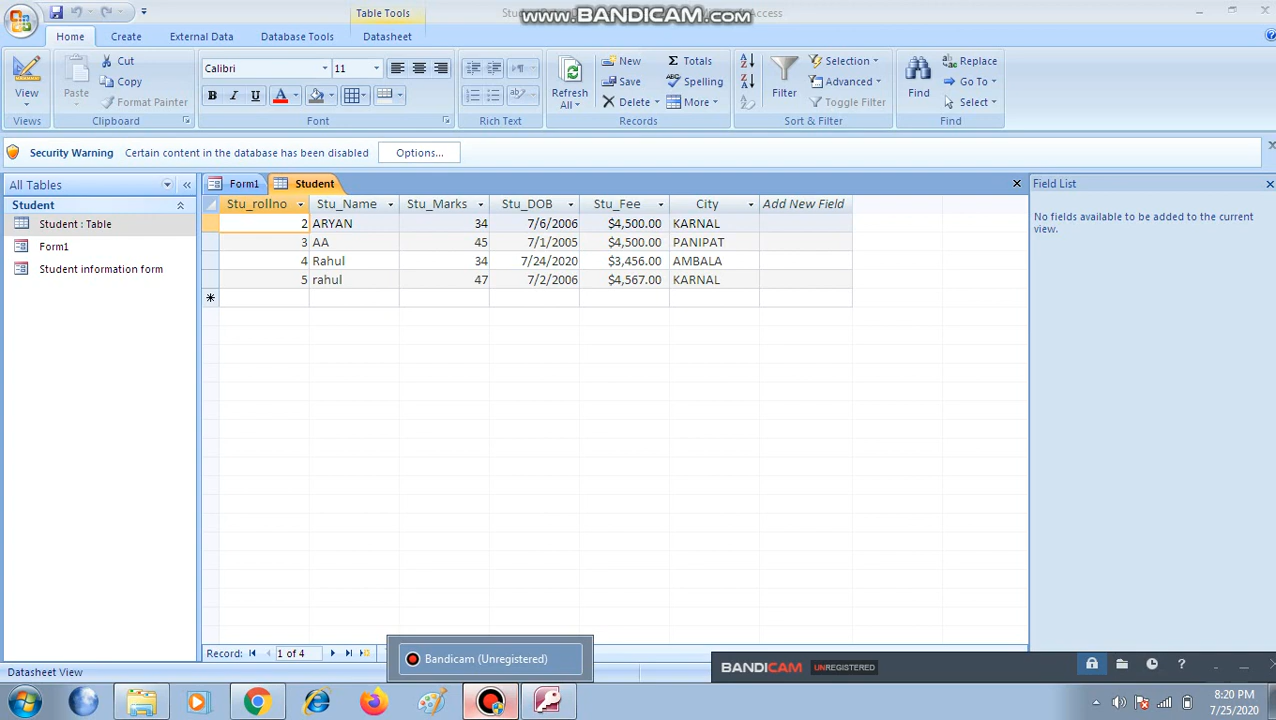 Table Tools
Stu
www.BANDICAM.com
Access
Home Create External Data Database Tools Datasheet
View
Views
Paste
Cut
Copy
Format Painter
Clipboard
Calibri 11
B I U A
Font
Rich Text
Refresh All
New
Save
Delete
Totals
Spelling
More
Records
Filter
Selection
Advanced
Toggle Filter
Sort & Filter
Find
Replace
Go To
Select
Find
Security Warning Certain content in the database has been disabled Options...
All Tables
Student
Student : Table
Form1
Student information form
Form1 Student
Stu_rollno Stu_Name Stu_Marks Stu_DOB Stu_Fee City Add New Field
2 ARYAN 34 7/6/2006 $4,500.00 KARNAL
3 AA 45 7/1/2005 $4,500.00 PANIPAT
4 Rahul 34 7/24/2020 $3,456.00 AMBALA
5 rahul 47 7/2/2006 $4,567.00 KARNAL
Field List
No fields available to be added to the current
view.
Record: 1 of 4
Bandicam (Unregistered)
BANDICAM UNREGISTERED
Datasheet View
8:20 PM
7/25/2020